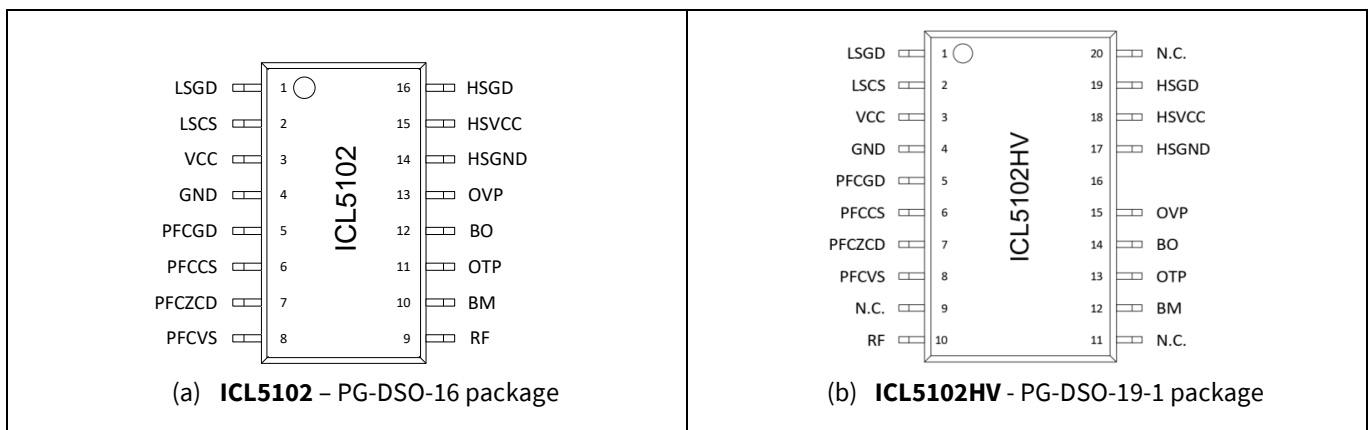 LSGD 1 16 HSGD
LSCS 2 15 HSVCC
VCC 3 14 HSGND
GND 4 13 OVP
PFCGD 5 12 BO
PFCCS 6 11 OTP
PFCZCD 7 10 BM
PFCVS 8 9 RF
ICL5102
(a) ICL5102 – PG-DSO-16 package
LSGD 1 20 N.C.
LSCS 2 19 HSGD
VCC 3 18 HSVCC
GND 4 17 HSGND
PFCGD 5 16
PFCCS 6 15 OVP
PFCZCD 7 14 BO
PFCVS 8 13 OTP
N.C. 9 12 BM
RF 10 11 N.C.
ICL5102HV
(b) ICL5102HV - PG-DSO-19-1 package